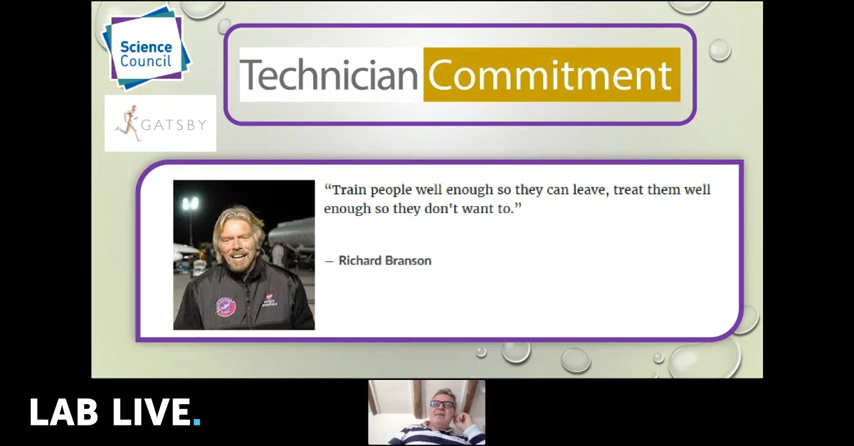 Science
Council
Technician Commitment
GATSBY
“Train people well enough so they can leave, treat them well
enough so they don't want to.”
— Richard Branson
LAB LIVE.